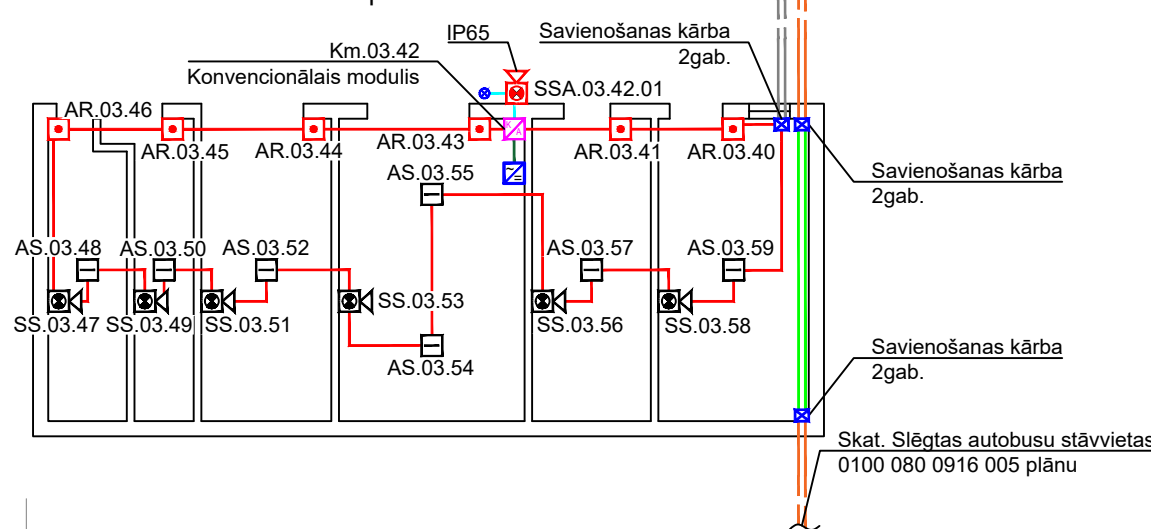 IP65
Savienošanas kārba
2gab.
Km.03.42
Konvencionālais modulis
SSA.03.42.01
AR.03.46
AR.03.45
AR.03.44
AR.03.43
AR.03.41
AR.03.40
Savienošanas kārba
2gab.
AS.03.55
AS.03.48
AS.03.50
AS.03.52
AS.03.57
AS.03.59
SS.03.47
SS.03.49
SS.03.51
SS.03.53
SS.03.56
SS.03.58
AS.03.54
Savienošanas kārba
2gab.
Skat. Slēgtas autobusu stāvvietas
0100 080 0916 005 plānu